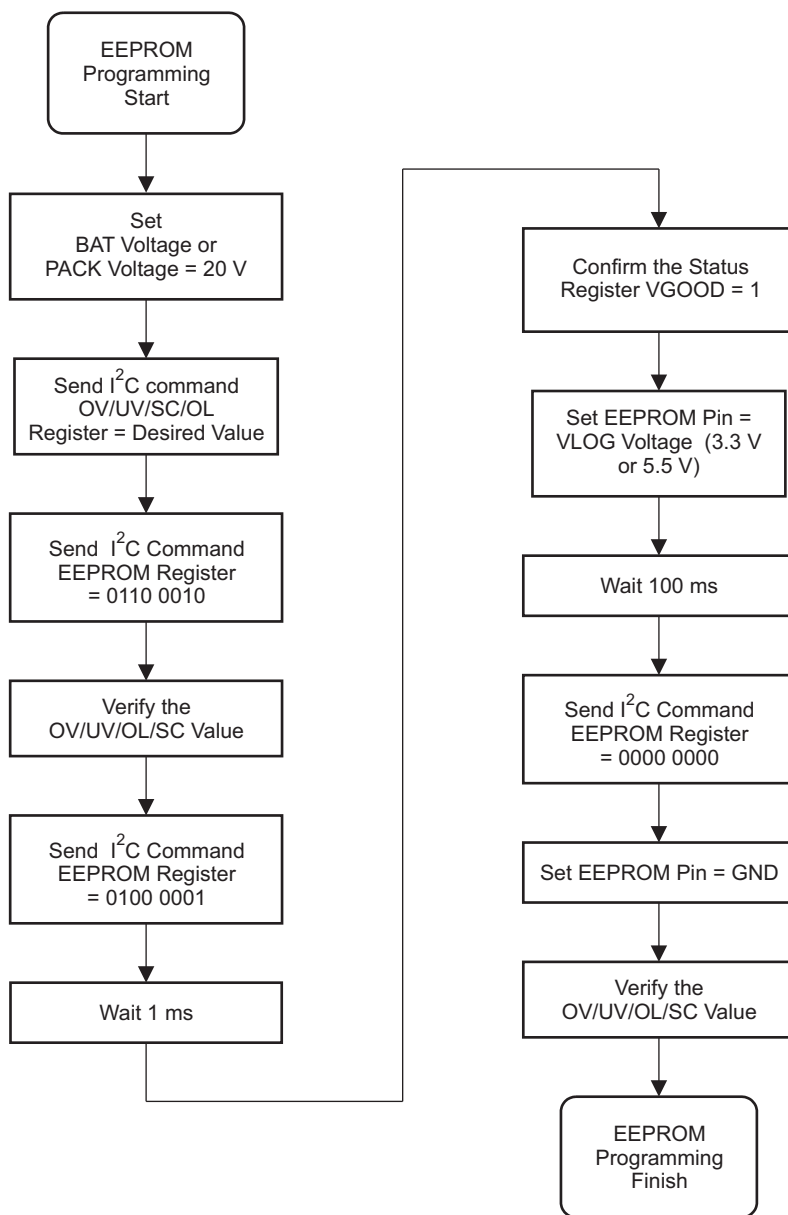 EEPROM
Programming
Start
Set
BAT Voltage or
PACK Voltage = 20 V
Send I²C command
OV/UV/SC/OL
Register = Desired Value
Send I²C Command
EEPROM Register
= 0110 0010
Verify the
OV/UV/OL/SC Value
Send I²C Command
EEPROM Register
= 0100 0001
Wait 1 ms
Confirm the Status
Register VGOOD = 1
Set EEPROM Pin =
VLOG Voltage (3.3 V
or 5.5 V)
Wait 100 ms
Send I²C Command
EEPROM Register
= 0000 0000
Set EEPROM Pin = GND
Verify the
OV/UV/OL/SC Value
EEPROM
Programming
Finish